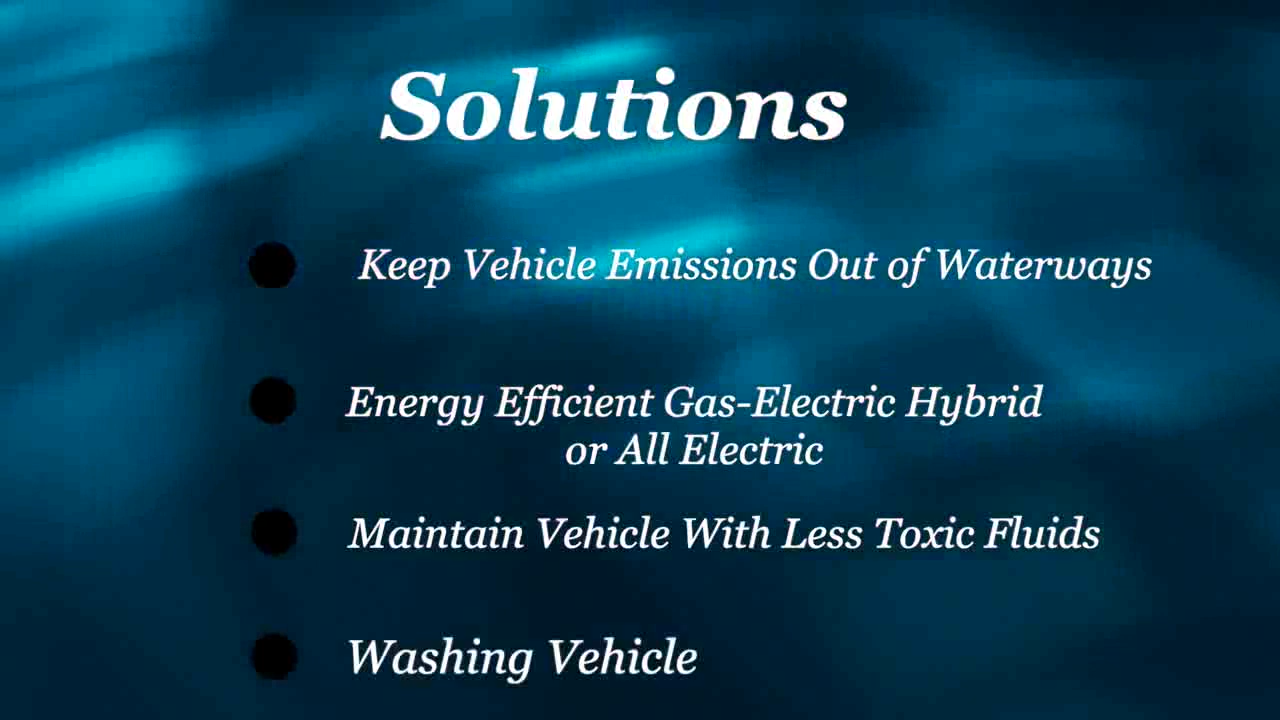 Solutions
Keep Vehicle Emissions Out of Waterways
Energy Efficient Gas-Electric Hybrid
or All Electric
Maintain Vehicle With Less Toxic Fluids
Washing Vehicle